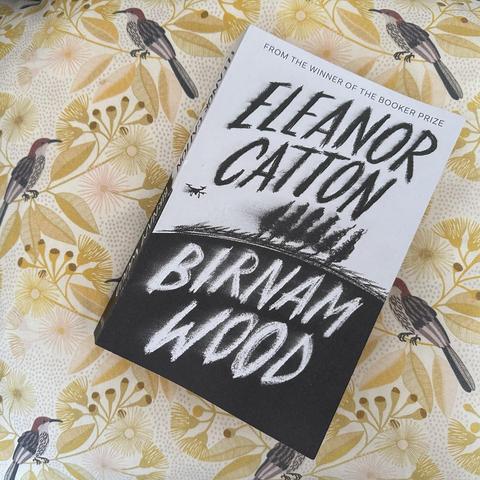 FROM THE WINNER OF THE BOOKER PRIZE
ELEANOR
CATTON
BIRNAM
WOOD